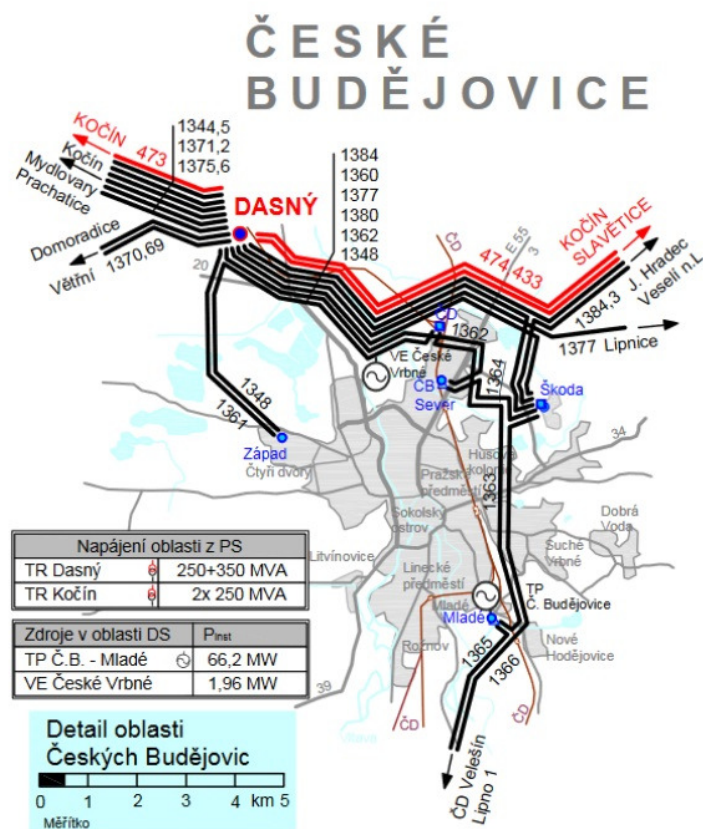 ČESKÉ
BUDĚJOVICE
KOČÍN 473
Kočín
Mydlovary
Prachatice
1344,5
1371,2
1375,6
1384
1360
1377
1380
1362
1348
DASNÝ
Domoradice
Větřní
1370,69
20
ČD
E 55
3
474,433
KOČÍN
SLAVĚTICE
J. Hradec
Veselí n.L.
1384,3
1377 Lipnice
ČD
1362
1364
VE České
Vrbné
ČB
Sever
Škoda
1348
1361
Západ
Čtyři dvory
34
Husova
kolonie
Pražské
předměstí
1363
Sokolský
ostrov
Dobrá
Voda
Suché
Vrbné
Litvínovice
Linecké
předměstí
Mladé
TP
Č. Budějovice
Mladé
Rožnov
Nové
Hodějovice
1365
1366
39
ČD
ČD
Vltava
ČD Velešín
Lipno 1
Napájení oblasti z PS
TR Dasný 250+350 MVA
TR Kočín 2x 250 MVA
Zdroje v oblasti DS Pinst
TP Č.B. - Mladé 66,2 MW
VE České Vrbné 1,96 MW
Detail oblasti
Českých Budějovic
0 1 2 3 4 km 5
Měřítko